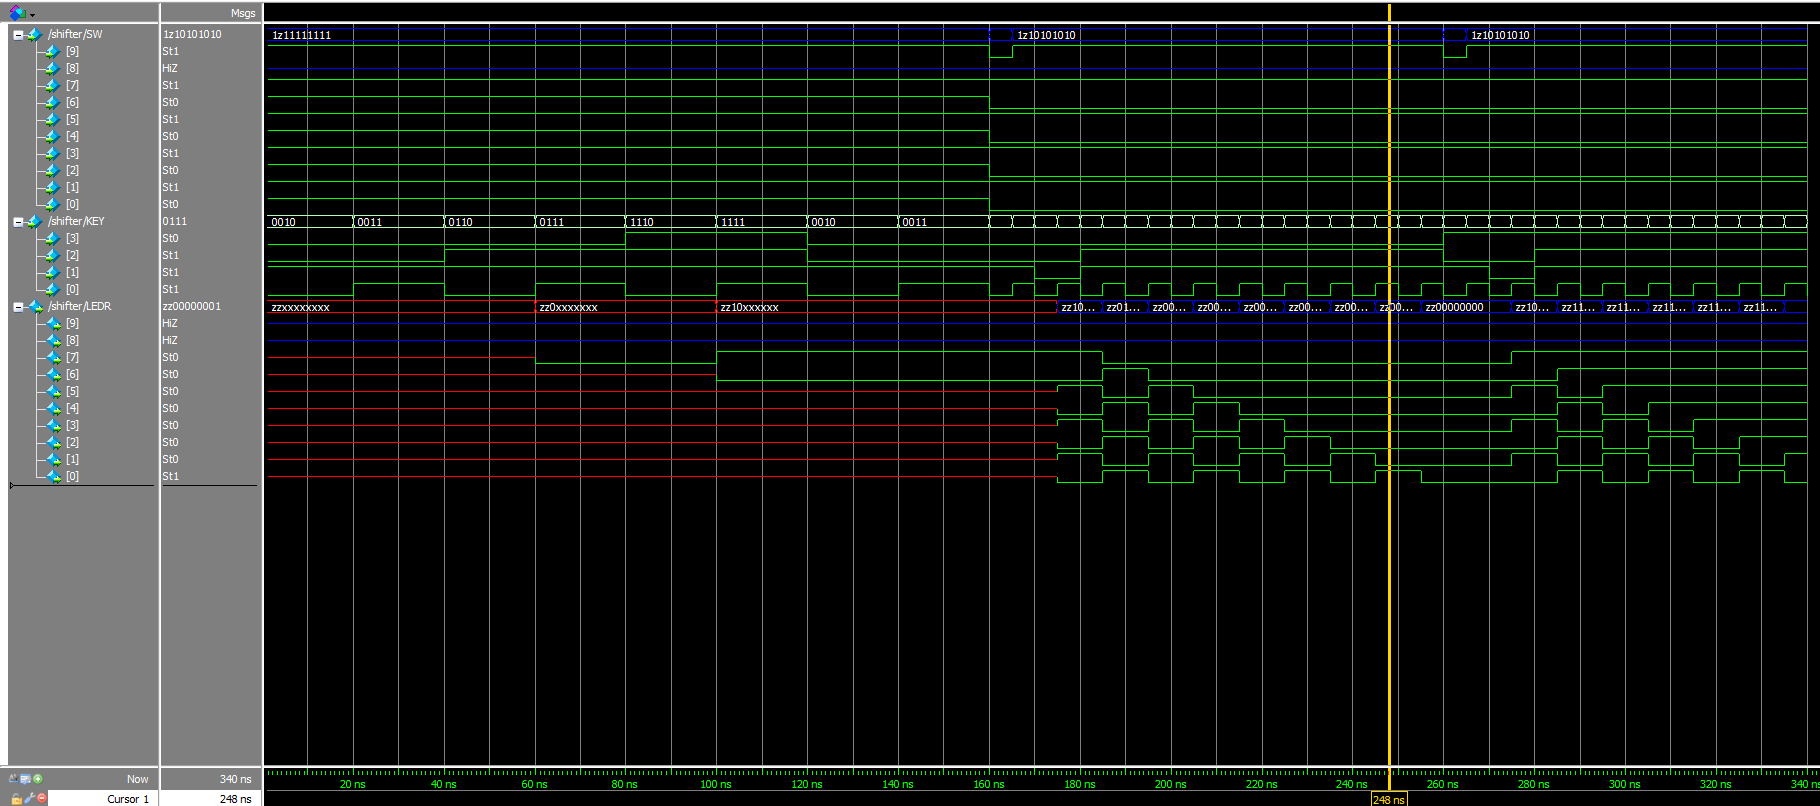 Msgs
/shifter/SW 1z10101010 1z11111111 1z10101010 1z10101010
[9] St1
[8] HiZ
[7] St1
[6] St0
[5] St1
[4] St0
[3] St1
[2] St0
[1] St1
[0] St0
/shifter/KEY 0111 0010 0011 0110 0111 1110 1111 0010 0011
[3] St0
[2] St1
[1] St1
[0] St1
/shifter/LEDR zz00000001 zzxxxxxxxx zz0xxxxxxx zz10xxxxxx zz10... zz01... zz00... zz00... zz00... zz00... zz00... zz00... zz00000000 zz10... zz11... zz11... zz11... zz11... zz11...
[9] HiZ
[8] HiZ
[7] St0
[6] St0
[5] St0
[4] St0
[3] St0
[2] St0
[1] St0
[0] St1
Now 340 ns 20 ns 40 ns 60 ns 80 ns 100 ns 120 ns 140 ns 160 ns 180 ns 200 ns 220 ns 240 ns 260 ns 280 ns 300 ns 320 ns 340 ns
Cursor 1 248 ns 248 ns